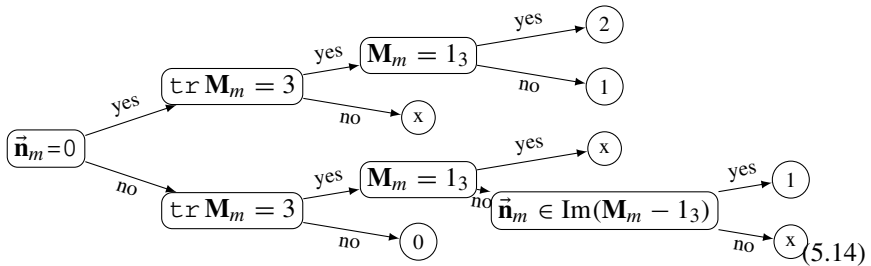 yes 2
yes M_m = 1_3
yes tr M_m = 3 no 1
no x
n⃗_m = 0
yes x
no yes M_m = 1_3 yes 1
tr M_m = 3 no n⃗_m ∈ Im(M_m − 1_3)
no 0 no x (5.14)